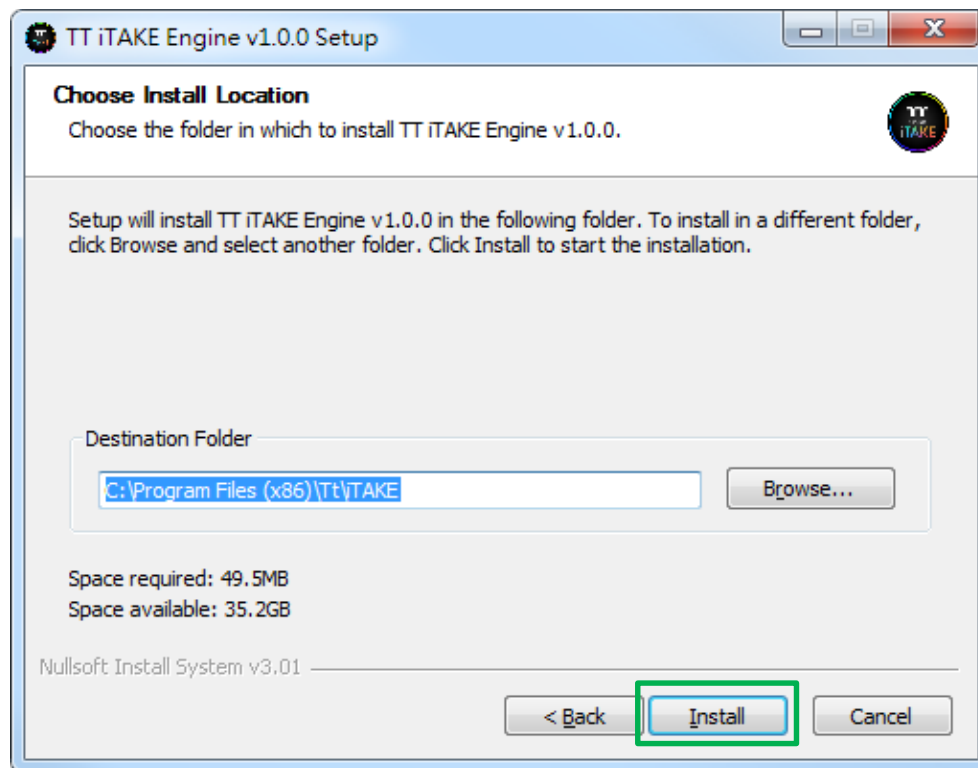 TT iTAKE Engine v1.0.0 Setup
Choose Install Location
Choose the folder in which to install TT iTAKE Engine v1.0.0.
TT
iTAKE
Setup will install TT iTAKE Engine v1.0.0 in the following folder. To install in a different folder,
click Browse and select another folder. Click Install to start the installation.
Destination Folder
C:\Program Files (x86)\Tt\iTAKE
Browse...
Space required: 49.5MB
Space available: 35.2GB
Nullsoft Install System v3.01
< Back
Install
Cancel